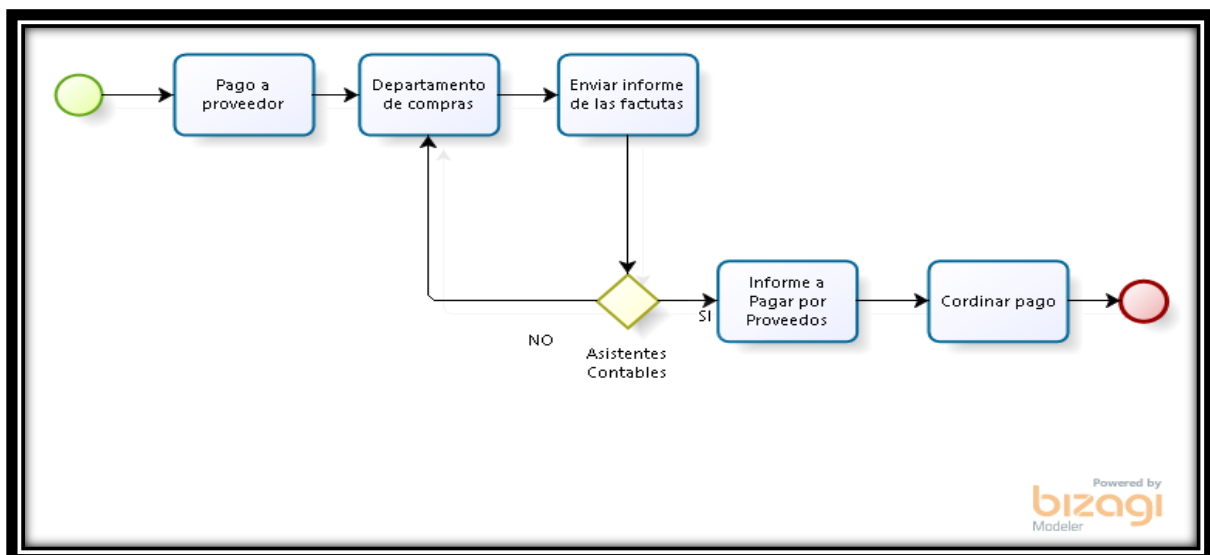 Pago a
proveedor
Departamento
de compras
Enviar informe
de las factutas
NO
Asistentes
Contables
SI
Informe a
Pagar por
Proveedos
Cordinar pago
Powered by
bizagi
Modeler